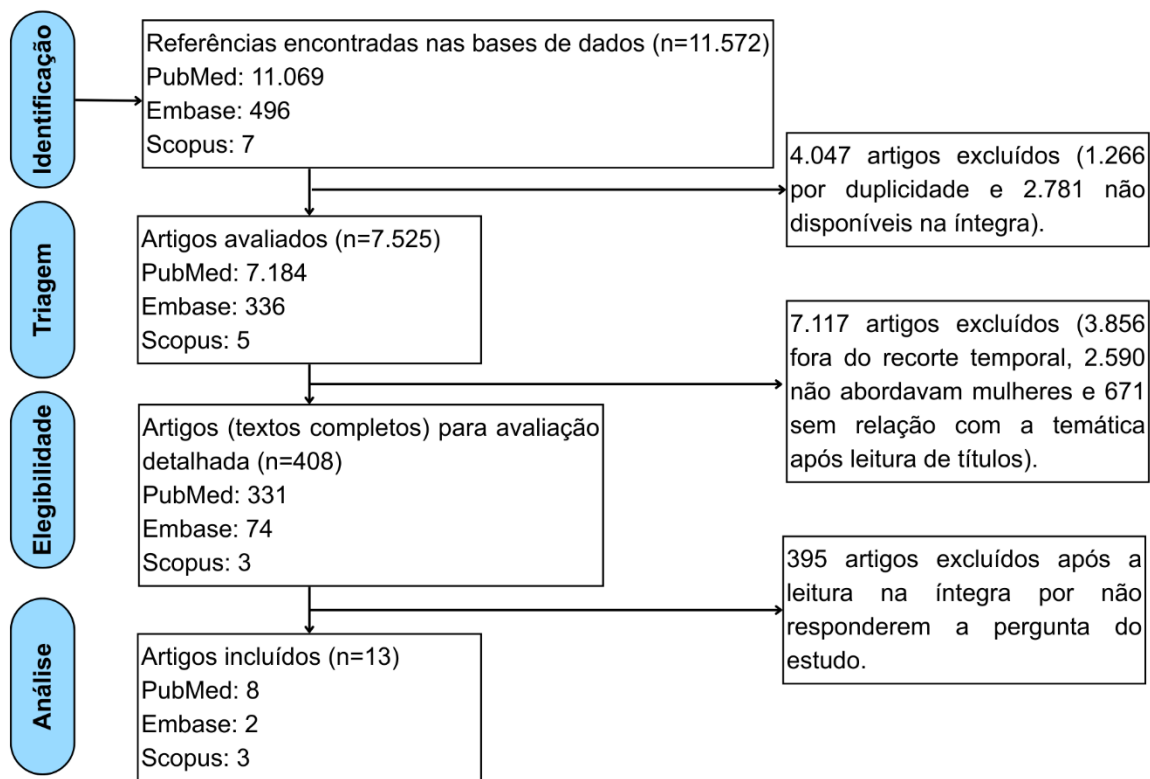 Identificação
Referências encontradas nas bases de dados (n=11.572)
PubMed: 11.069
Embase: 496
Scopus: 7
4.047 artigos excluídos (1.266
por duplicidade e 2.781 não
disponíveis na íntegra).
Triagem
Artigos avaliados (n=7.525)
PubMed: 7.184
Embase: 336
Scopus: 5
7.117 artigos excluídos (3.856
fora do recorte temporal, 2.590
não abordavam mulheres e 671
sem relação com a temática
após leitura de títulos).
Elegibilidade
Artigos (textos completos) para avaliação
detalhada (n=408)
PubMed: 331
Embase: 74
Scopus: 3
395 artigos excluídos após a
leitura na íntegra por não
responderem a pergunta do
estudo.
Análise
Artigos incluídos (n=13)
PubMed: 8
Embase: 2
Scopus: 3